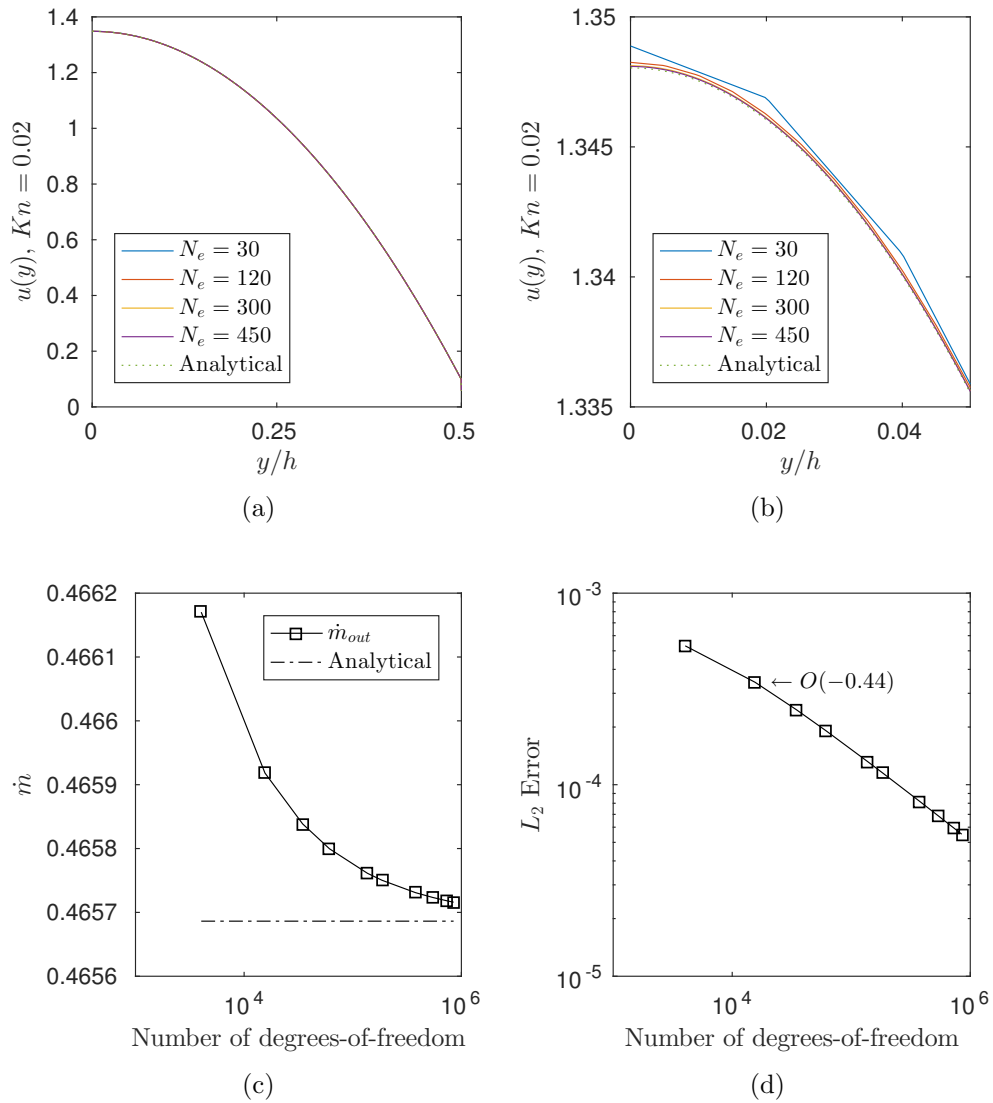 1.4
1.2
1
0.8
0.6
0.4
0.2
0
0
0.25
0.5
u(y), Kn = 0.02
y/h
N_e = 30
N_e = 120
N_e = 300
N_e = 450
Analytical
(a)
1.35
1.345
1.34
1.335
0
0.02
0.04
u(y), Kn = 0.02
y/h
N_e = 30
N_e = 120
N_e = 300
N_e = 450
Analytical
(b)
0.4662
0.4661
0.466
0.4659
0.4658
0.4657
0.4656
10^4
10^6
ṁ
Number of degrees-of-freedom
ṁ_out
Analytical
(c)
10^-3
10^-4
10^-5
10^4
10^6
L_2 Error
Number of degrees-of-freedom
← O(−0.44)
(d)